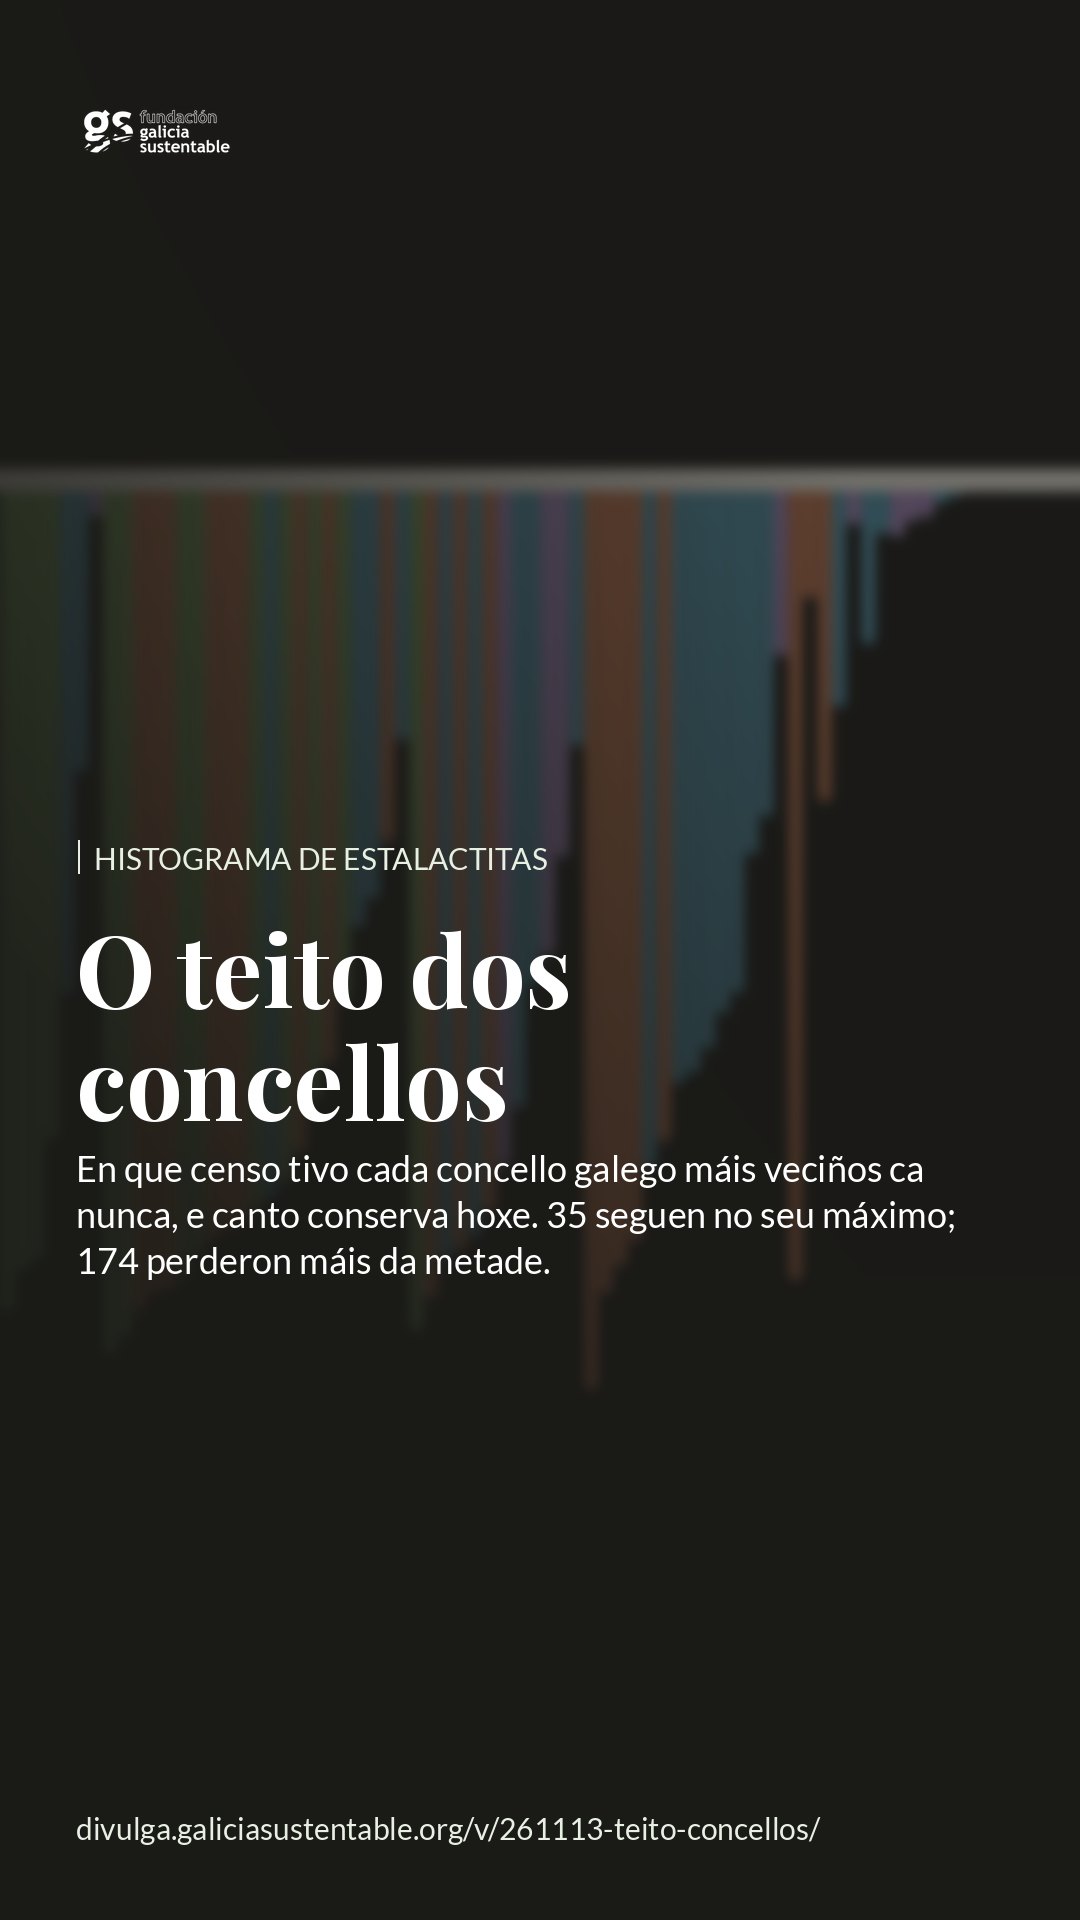 gs
fundación
galicia
sustentable
HISTOGRAMA DE ESTALACTITAS
O teito dos
concellos
En que censo tivo cada concello galego máis veciños ca
nunca, e canto conserva hoxe. 35 seguen no seu máximo;
174 perderon máis da metade.
divulga.galiciasustentable.org/v/261113-teito-concellos/